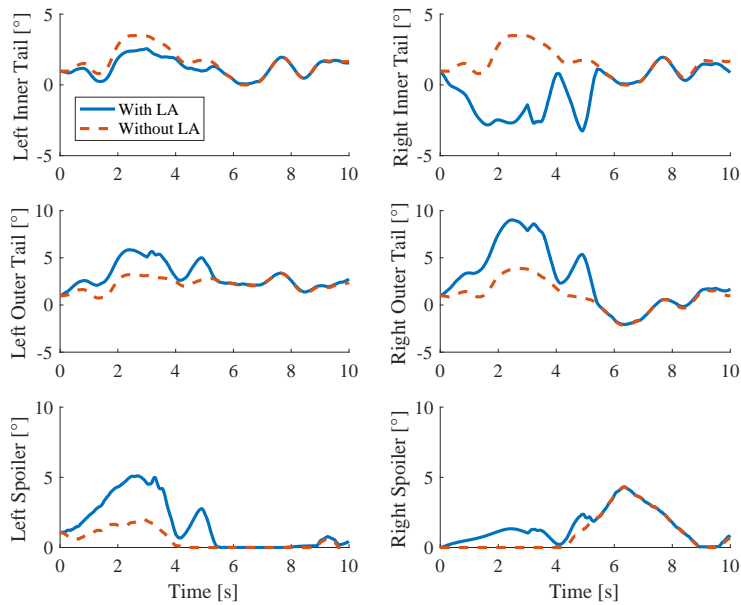 5
0
-5
0 2 4 6 8 10
Left Inner Tail [°]
With LA
Without LA
5
0
-5
0 2 4 6 8 10
Right Inner Tail [°]
10
5
0
-5
0 2 4 6 8 10
Left Outer Tail [°]
10
5
0
-5
0 2 4 6 8 10
Right Outer Tail [°]
10
5
0
0 2 4 6 8 10
Left Spoiler [°]
Time [s]
10
5
0
0 2 4 6 8 10
Right Spoiler [°]
Time [s]